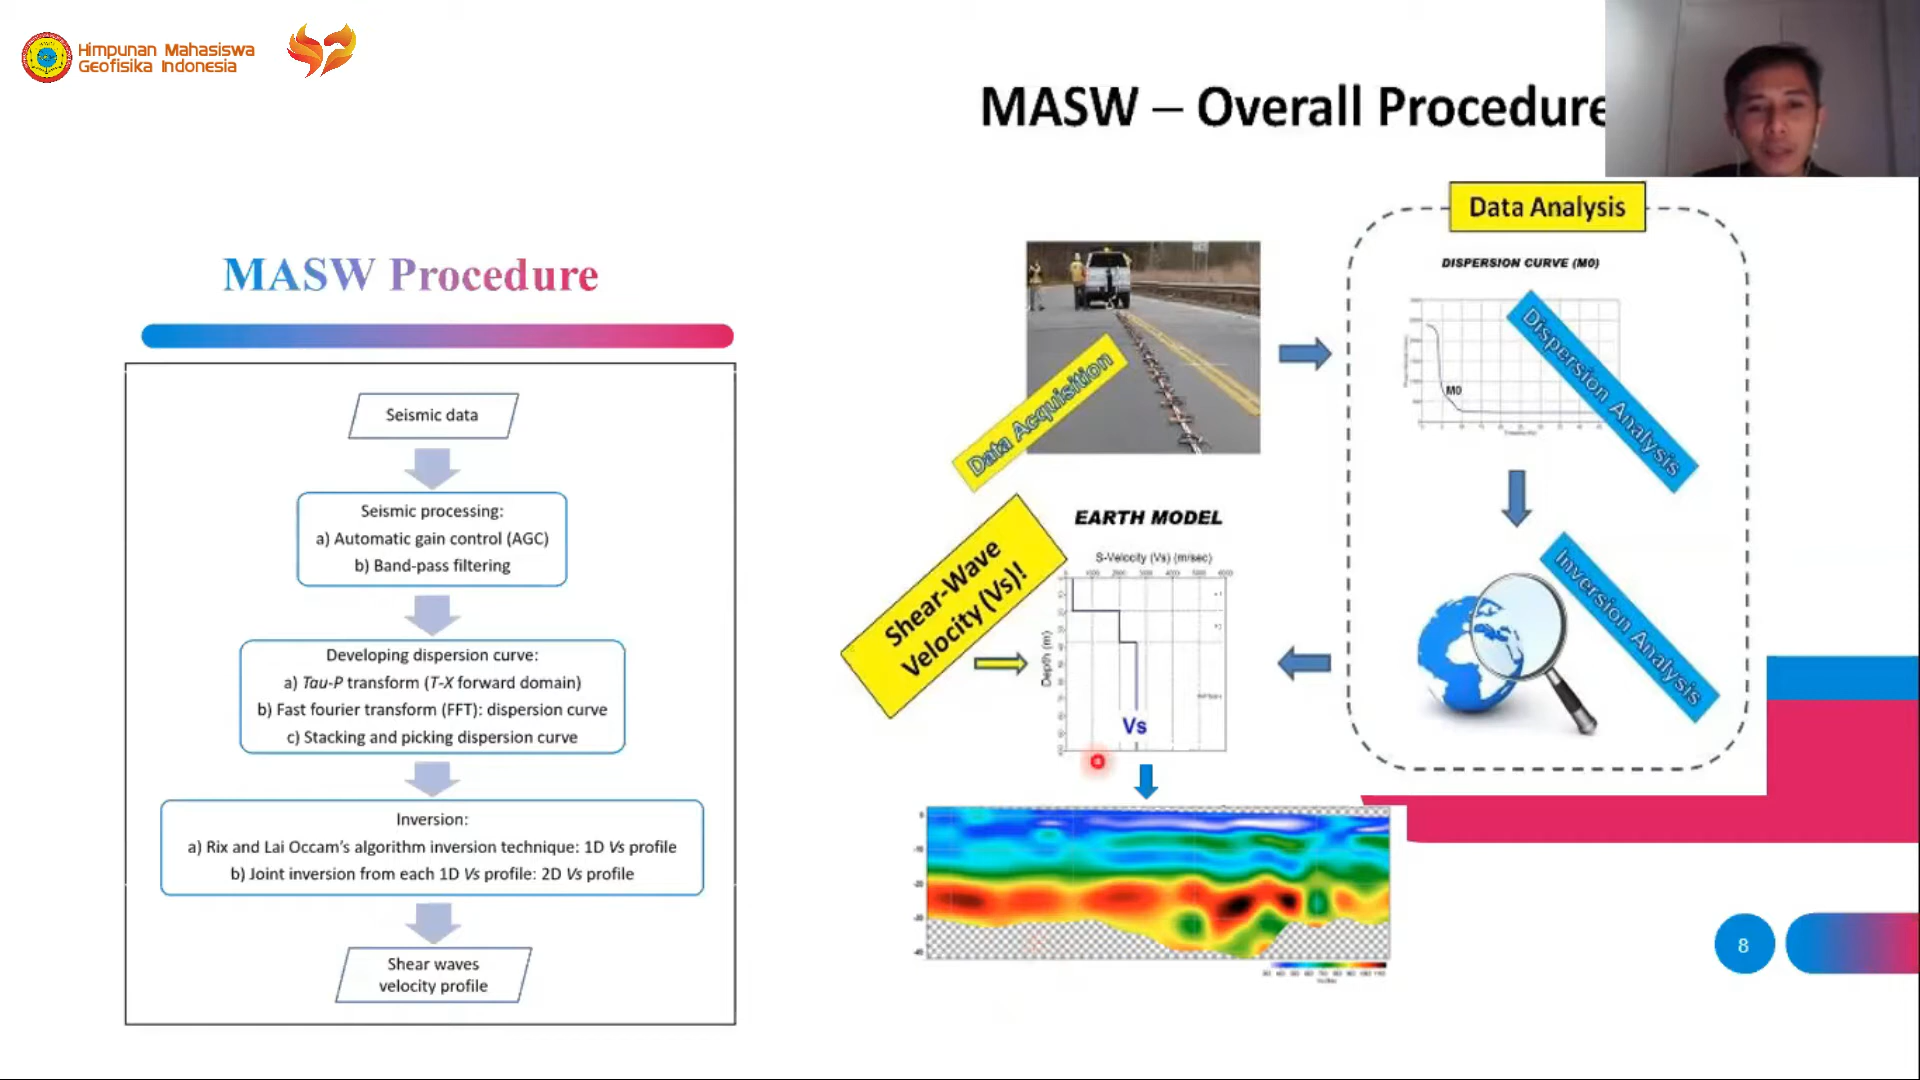 Himpunan Mahasiswa
Geofisika Indonesia
MASW – Overall Procedure
MASW Procedure
Seismic data
Seismic processing:
a) Automatic gain control (AGC)
b) Band-pass filtering
Developing dispersion curve:
a) Tau-P transform (T-X forward domain)
b) Fast fourier transform (FFT): dispersion curve
c) Stacking and picking dispersion curve
Inversion:
a) Rix and Lai Occam's algorithm inversion technique: 1D Vs profile
b) Joint inversion from each 1D Vs profile: 2D Vs profile
Shear waves
velocity profile
Data Acquisition
Data Analysis
DISPERSION CURVE (M0)
M0
Dispersion Analysis
Inversion Analysis
Shear-Wave
Velocity (Vs)!
EARTH MODEL
S-Velocity (Vs) (m/sec)
Depth (m)
Vs
8